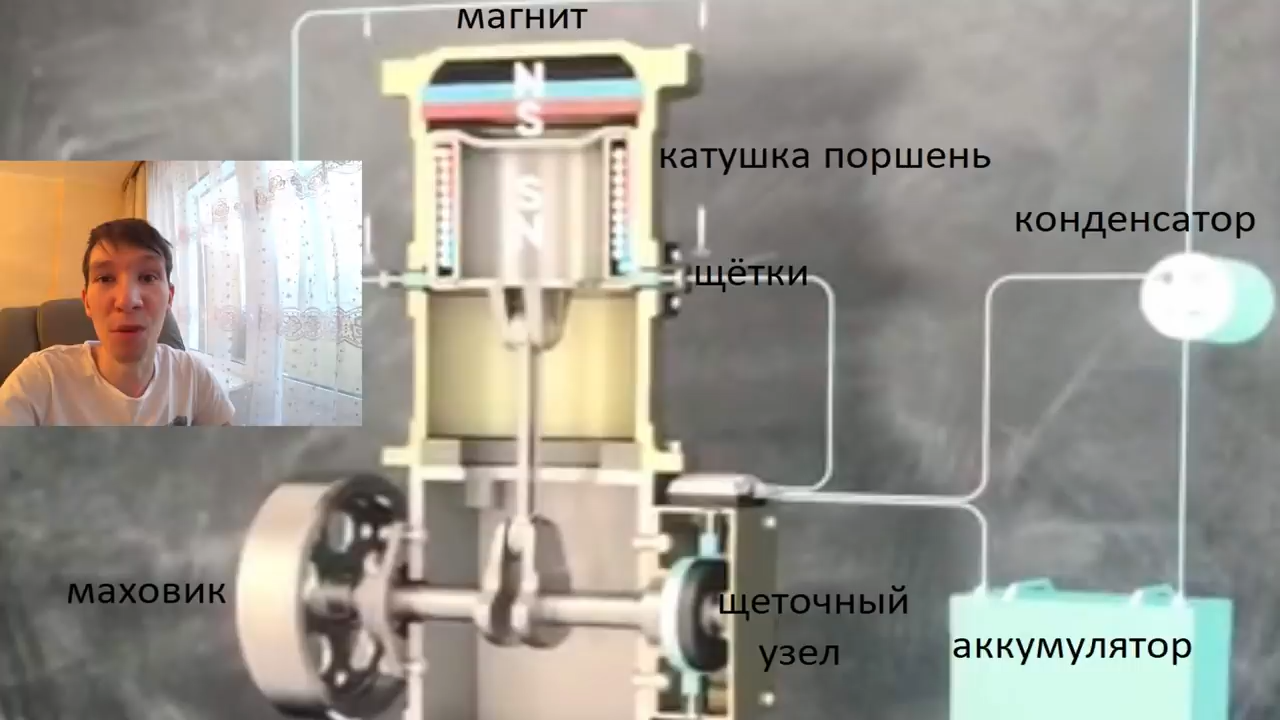 магнит
N
S
катушка поршень
S
N
конденсатор
щётки
маховик
щеточный
узел
аккумулятор